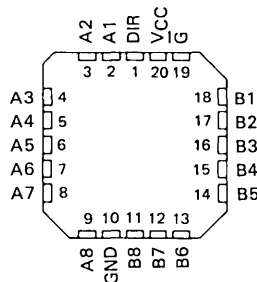 A2 A1 DIR VCC G̅
3 2 1 20 19
A3 4 18 B1
A4 5 17 B2
A5 6 16 B3
A6 7 15 B4
A7 8 14 B5
9 10 11 12 13
A8 GND B8 B7 B6